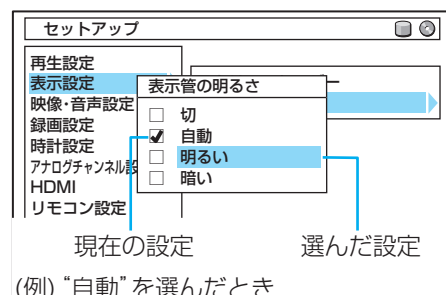 セットアップ
再生設定
表示設定
映像・音声設定
録画設定
時計設定
アナログチャンネル設
HDMI
リモコン設定
表示管の明るさ
切
自動
明るい
暗い
現在の設定
選んだ設定
(例) “自動”を選んだとき